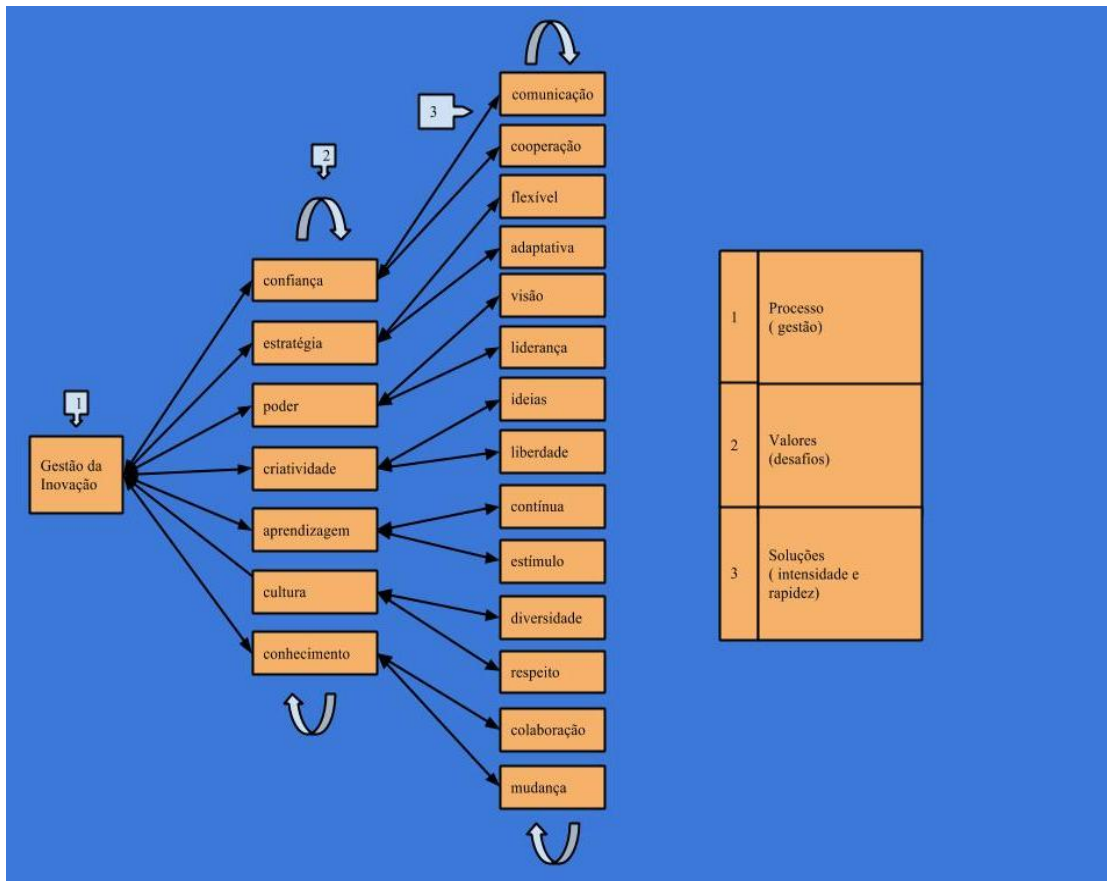 1
Gestão da
Inovação
2
confiança
estratégia
poder
criatividade
aprendizagem
cultura
conhecimento
3
comunicação
cooperação
flexível
adaptativa
visão
liderança
ideias
liberdade
contínua
estímulo
diversidade
respeito
colaboração
mudança
1
Processo
( gestão)
2
Valores
(desafios)
3
Soluções
( intensidade e
rapidez)